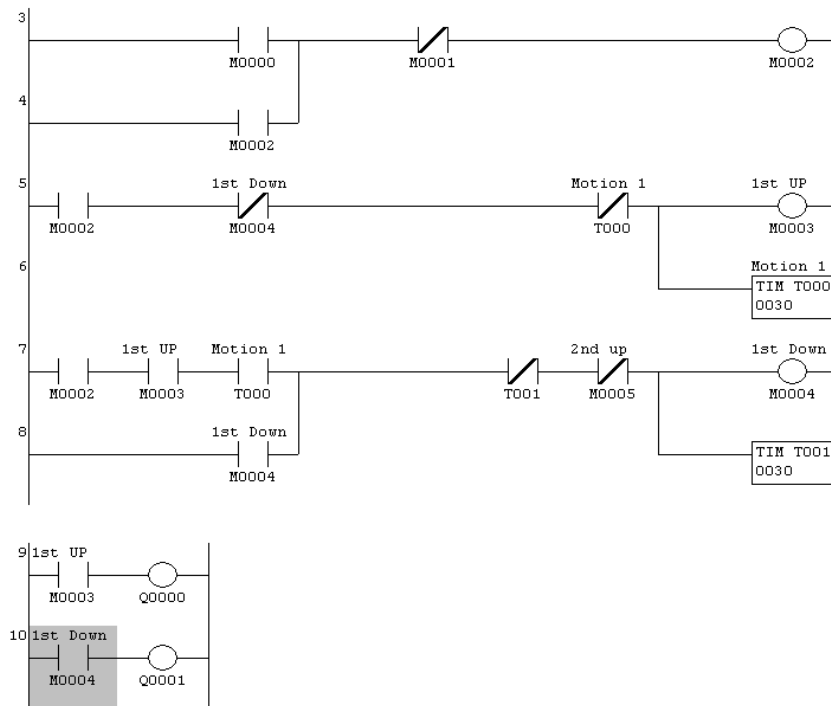 3
M0000 M0001 M0002
4
M0002
5
1st Down Motion 1 1st UP
M0002 M0004 T000 M0003
6
Motion 1
TIM T000
0030
7
1st UP Motion 1 2nd up 1st Down
M0002 M0003 T000 T001 M0005 M0004
8
1st Down
M0004
TIM T001
0030
9 1st UP
M0003 Q0000
10 1st Down
M0004 Q0001